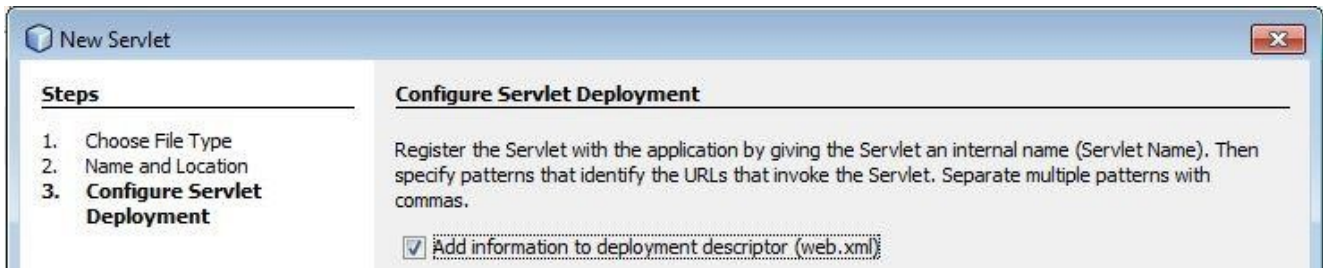 New Servlet
Steps
1. Choose File Type
2. Name and Location
3. Configure Servlet
Deployment
Configure Servlet Deployment
Register the Servlet with the application by giving the Servlet an internal name (Servlet Name). Then
specify patterns that identify the URLs that invoke the Servlet. Separate multiple patterns with
commas.
Add information to deployment descriptor (web.xml)